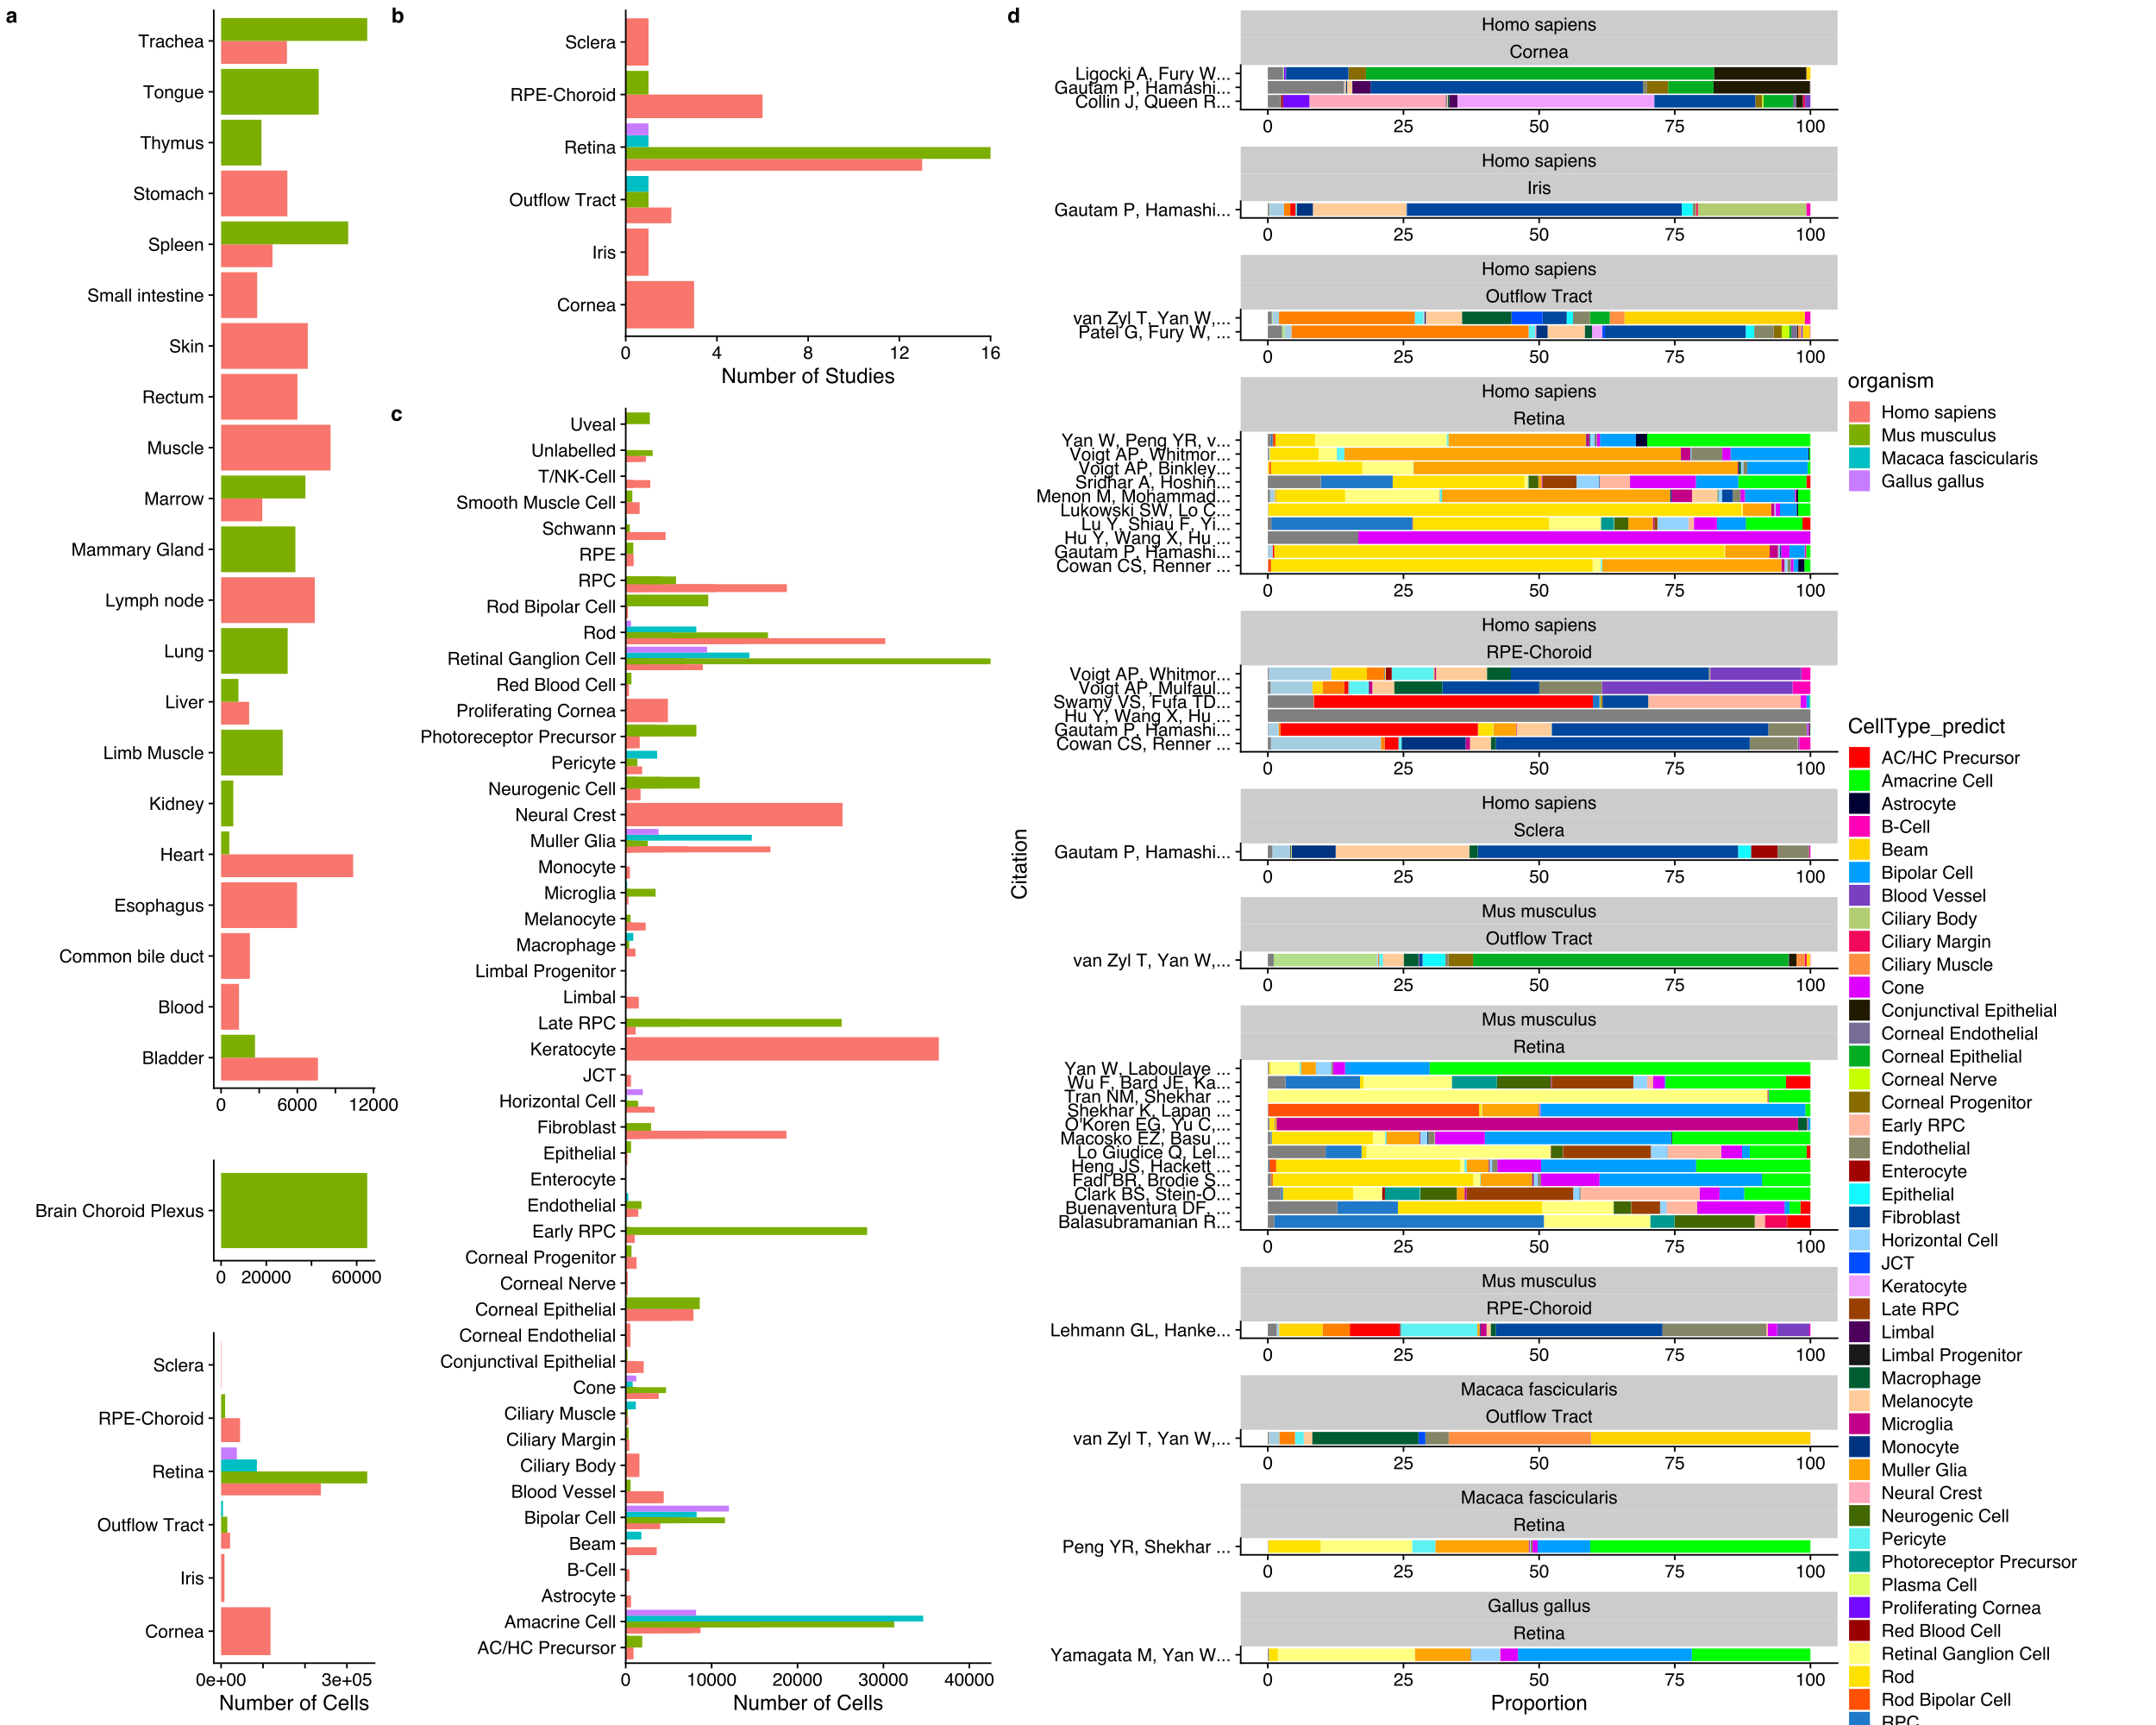 a
Trachea
Tongue
Thymus
Stomach
Spleen
Small intestine
Skin
Rectum
Muscle
Marrow
Mammary Gland
Lymph node
Lung
Liver
Limb Muscle
Kidney
Heart
Esophagus
Common bile duct
Blood
Bladder
0 6000 12000
Brain Choroid Plexus
0 20000 60000
Sclera
RPE-Choroid
Retina
Outflow Tract
Iris
Cornea
0e+00 3e+05
Number of Cells
b
Sclera
RPE-Choroid
Retina
Outflow Tract
Iris
Cornea
0 4 8 12 16
Number of Studies
c
Uveal
Unlabelled
T/NK-Cell
Smooth Muscle Cell
Schwann
RPE
RPC
Rod Bipolar Cell
Rod
Retinal Ganglion Cell
Red Blood Cell
Proliferating Cornea
Photoreceptor Precursor
Pericyte
Neurogenic Cell
Neural Crest
Muller Glia
Monocyte
Microglia
Melanocyte
Macrophage
Limbal Progenitor
Limbal
Late RPC
Keratocyte
JCT
Horizontal Cell
Fibroblast
Epithelial
Enterocyte
Endothelial
Early RPC
Corneal Progenitor
Corneal Nerve
Corneal Epithelial
Corneal Endothelial
Conjunctival Epithelial
Cone
Ciliary Muscle
Ciliary Margin
Ciliary Body
Blood Vessel
Bipolar Cell
Beam
B-Cell
Astrocyte
Amacrine Cell
AC/HC Precursor
0 10000 20000 30000 40000
Number of Cells
d
Citation
Homo sapiens
Cornea
Ligocki A, Fury W...
Gautam P, Hamashi...
Collin J, Queen R...
0 25 50 75 100
Homo sapiens
Iris
Gautam P, Hamashi...
0 25 50 75 100
Homo sapiens
Outflow Tract
van Zyl T, Yan W,...
Patel G, Fury W, ...
0 25 50 75 100
Homo sapiens
Retina
Yan W, Peng YR, v...
Voigt AP, Whitmor...
Voigt AP, Binkley...
Sridhar A, Hoshin...
Menon M, Mohammad...
Lukowski SW, Lo C...
Lu Y, Shiau F, Yi...
Hu Y, Wang X, Hu ...
Gautam P, Hamashi...
Cowan CS, Renner ...
0 25 50 75 100
Homo sapiens
RPE-Choroid
Voigt AP, Whitmor...
Voigt AP, Mulfaul...
Swamy VS, Fufa TD...
Hu Y, Wang X, Hu ...
Gautam P, Hamashi...
Cowan CS, Renner ...
0 25 50 75 100
Homo sapiens
Sclera
Gautam P, Hamashi...
0 25 50 75 100
Mus musculus
Outflow Tract
van Zyl T, Yan W,...
0 25 50 75 100
Mus musculus
Retina
Yan W, Laboulaye ...
Wu F, Bard JE, Ka...
Tran NM, Shekhar ...
Shekhar K, Lapan ...
O'Koren EG, Yu C,...
Macosko EZ, Basu ...
Lo Giudice Q, Lel...
Heng JS, Hackett ...
Fadl BR, Brodie S...
Clark BS, Stein-O...
Buenaventura DF, ...
Balasubramanian R...
0 25 50 75 100
Mus musculus
RPE-Choroid
Lehmann GL, Hanke...
0 25 50 75 100
Macaca fascicularis
Outflow Tract
van Zyl T, Yan W,...
0 25 50 75 100
Macaca fascicularis
Retina
Peng YR, Shekhar ...
0 25 50 75 100
Gallus gallus
Retina
Yamagata M, Yan W...
0 25 50 75 100
Proportion
organism
Homo sapiens
Mus musculus
Macaca fascicularis
Gallus gallus
CellType_predict
AC/HC Precursor
Amacrine Cell
Astrocyte
B-Cell
Beam
Bipolar Cell
Blood Vessel
Ciliary Body
Ciliary Margin
Ciliary Muscle
Cone
Conjunctival Epithelial
Corneal Endothelial
Corneal Epithelial
Corneal Nerve
Corneal Progenitor
Early RPC
Endothelial
Enterocyte
Epithelial
Fibroblast
Horizontal Cell
JCT
Keratocyte
Late RPC
Limbal
Limbal Progenitor
Macrophage
Melanocyte
Microglia
Monocyte
Muller Glia
Neural Crest
Neurogenic Cell
Pericyte
Photoreceptor Precursor
Plasma Cell
Proliferating Cornea
Red Blood Cell
Retinal Ganglion Cell
Rod
Rod Bipolar Cell
RPC